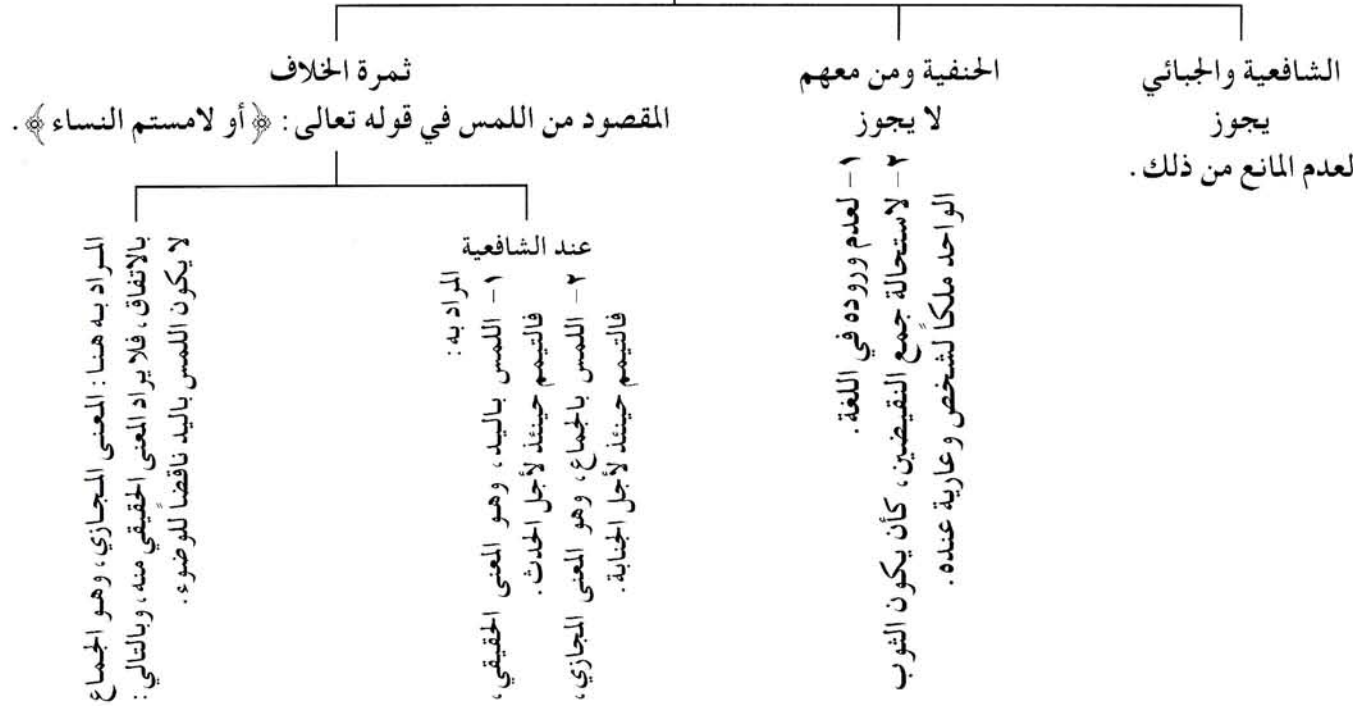 الشافعية والجبائي
يجوز
لعدم المانع من ذلك.
الحنفية ومن معهم
لا يجوز
١- لعدم وروده في اللغة.
٢- لاستحالة جمع النقيضين، كأن يكون الثوب
الواحد ملكاً لشخص وعارية عنده.
ثمرة الخلاف
المقصود من اللمس في قوله تعالى: ﴿أو لامستم النساء﴾.
عند الشافعية
المراد به:
١- اللمس باليد، وهو المعنى الحقيقي،
فالتيمم حينئذ لأجل الحدث.
٢- اللمس بالجماع، وهو المعنى المجازي،
فالتيمم حينئذ لأجل الجنابة.
المراد به هنا: المعنى المجازي، وهو الجماع
بالاتفاق، فلا يراد المعنى الحقيقي منه، وبالتالي:
لا يكون اللمس باليد ناقضاً للوضوء.